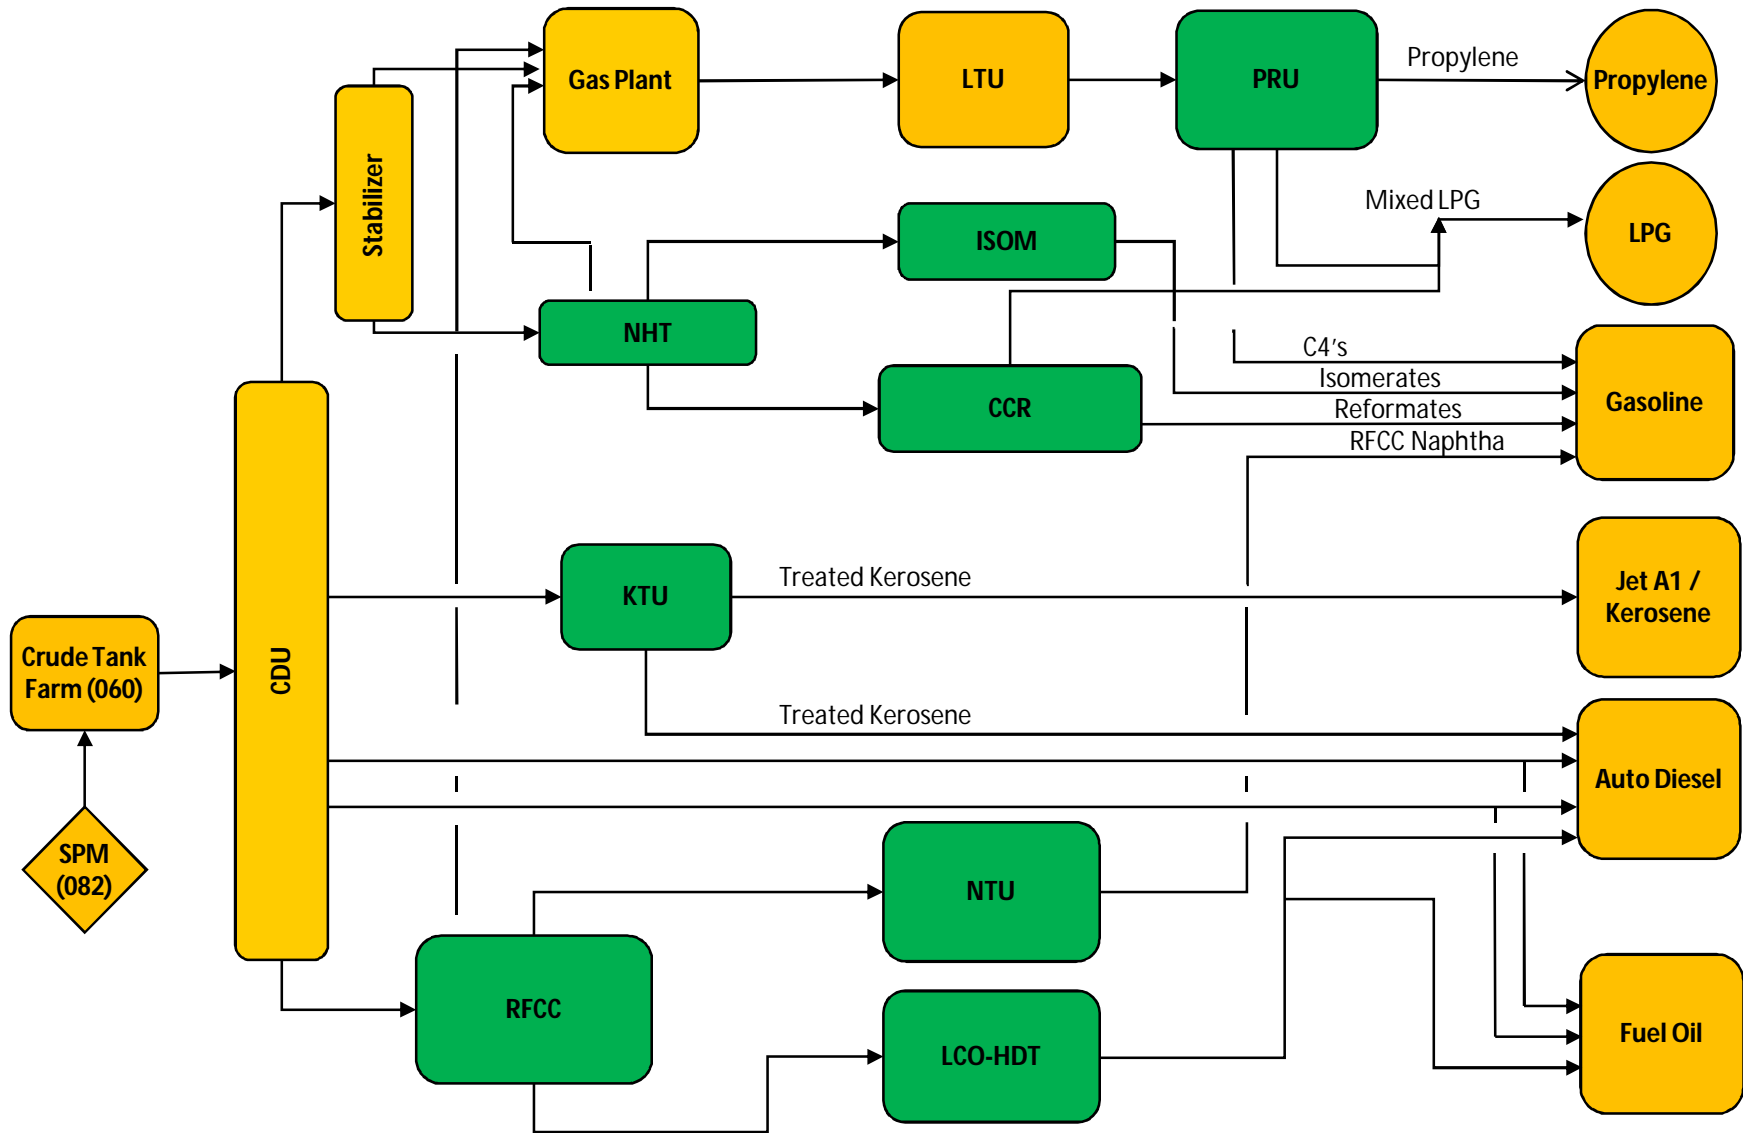 Gas Plant
LTU
PRU
Propylene
Propylene
Stabilizer
Mixed LPG
LPG
ISOM
NHT
CCR
C4's
Isomerates
Reformates
RFCC Naphtha
Gasoline
KTU
Treated Kerosene
Jet A1 /
Kerosene
Crude Tank
Farm (060)
CDU
Treated Kerosene
Auto Diesel
SPM
(082)
NTU
RFCC
LCO-HDT
Fuel Oil